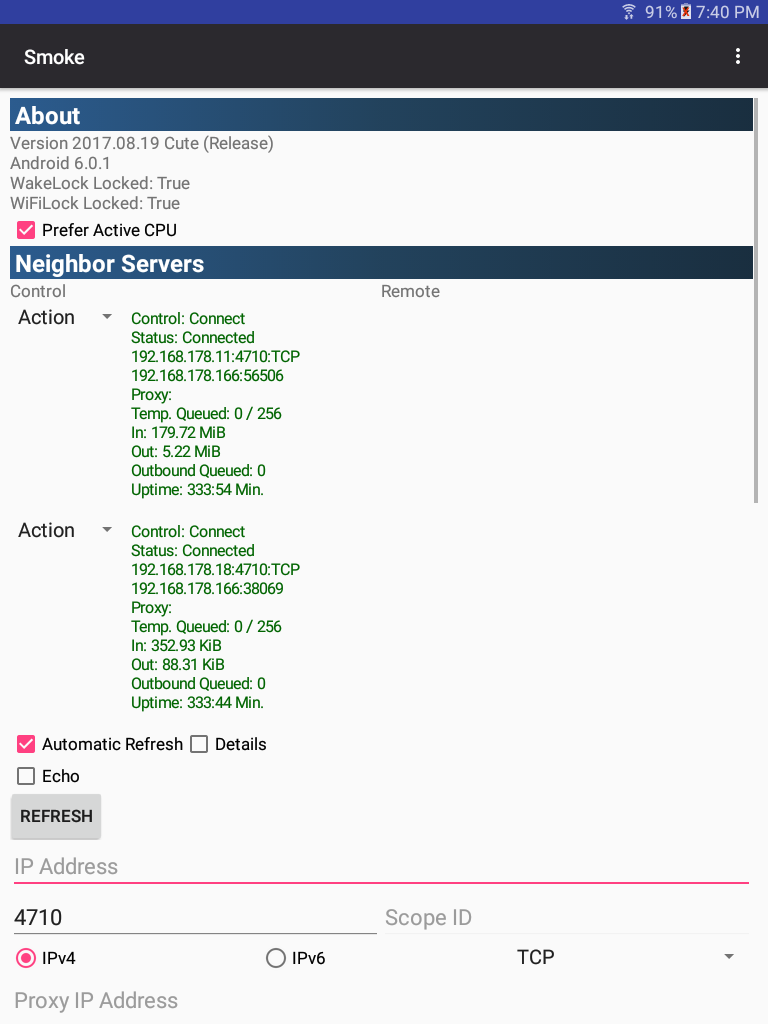 91% 7:40 PM
Smoke
About
Version 2017.08.19 Cute (Release)
Android 6.0.1
WakeLock Locked: True
WiFiLock Locked: True
Prefer Active CPU
Neighbor Servers
Control Remote
Action
Control: Connect
Status: Connected
192.168.178.11:4710:TCP
192.168.178.166:56506
Proxy:
Temp. Queued: 0 / 256
In: 179.72 MiB
Out: 5.22 MiB
Outbound Queued: 0
Uptime: 333:54 Min.
Action
Control: Connect
Status: Connected
192.168.178.18:4710:TCP
192.168.178.166:38069
Proxy:
Temp. Queued: 0 / 256
In: 352.93 KiB
Out: 88.31 KiB
Outbound Queued: 0
Uptime: 333:44 Min.
Automatic Refresh Details
Echo
REFRESH
IP Address
4710 Scope ID
IPv4 IPv6 TCP
Proxy IP Address